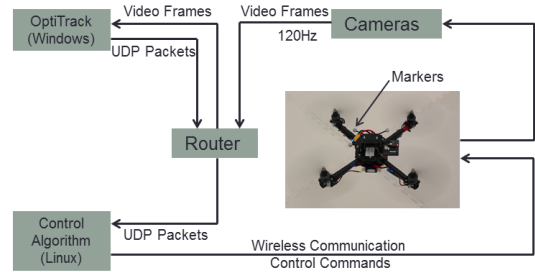 OptiTrack
(Windows)
Video Frames
UDP Packets
Video Frames
120Hz
Cameras
Markers
Router
Control
Algorithm
(Linux)
UDP Packets
Wireless Communication
Control Commands